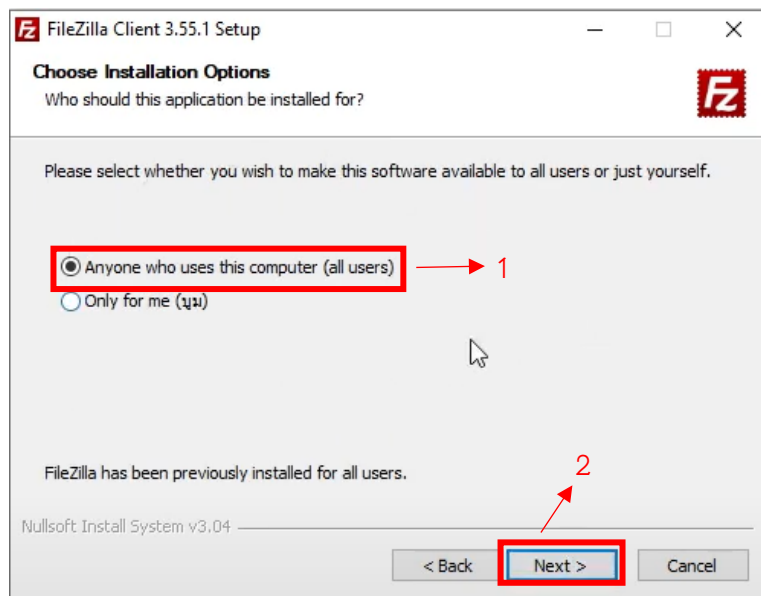 FileZilla Client 3.55.1 Setup
Choose Installation Options
Who should this application be installed for?
Fz
Please select whether you wish to make this software available to all users or just yourself.
Anyone who uses this computer (all users)
1
Only for me (บูม)
FileZilla has been previously installed for all users.
2
Nullsoft Install System v3.04
< Back Next > Cancel